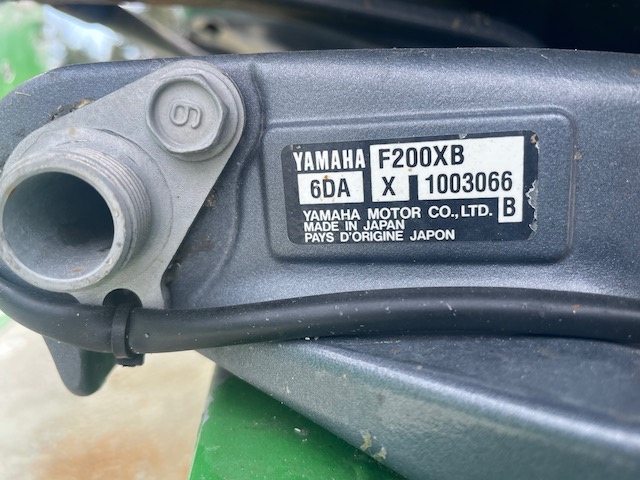 6
YAMAHA F200XB
6DA X 1003066
YAMAHA MOTOR CO., LTD. B
MADE IN JAPAN
PAYS D'ORIGINE JAPON